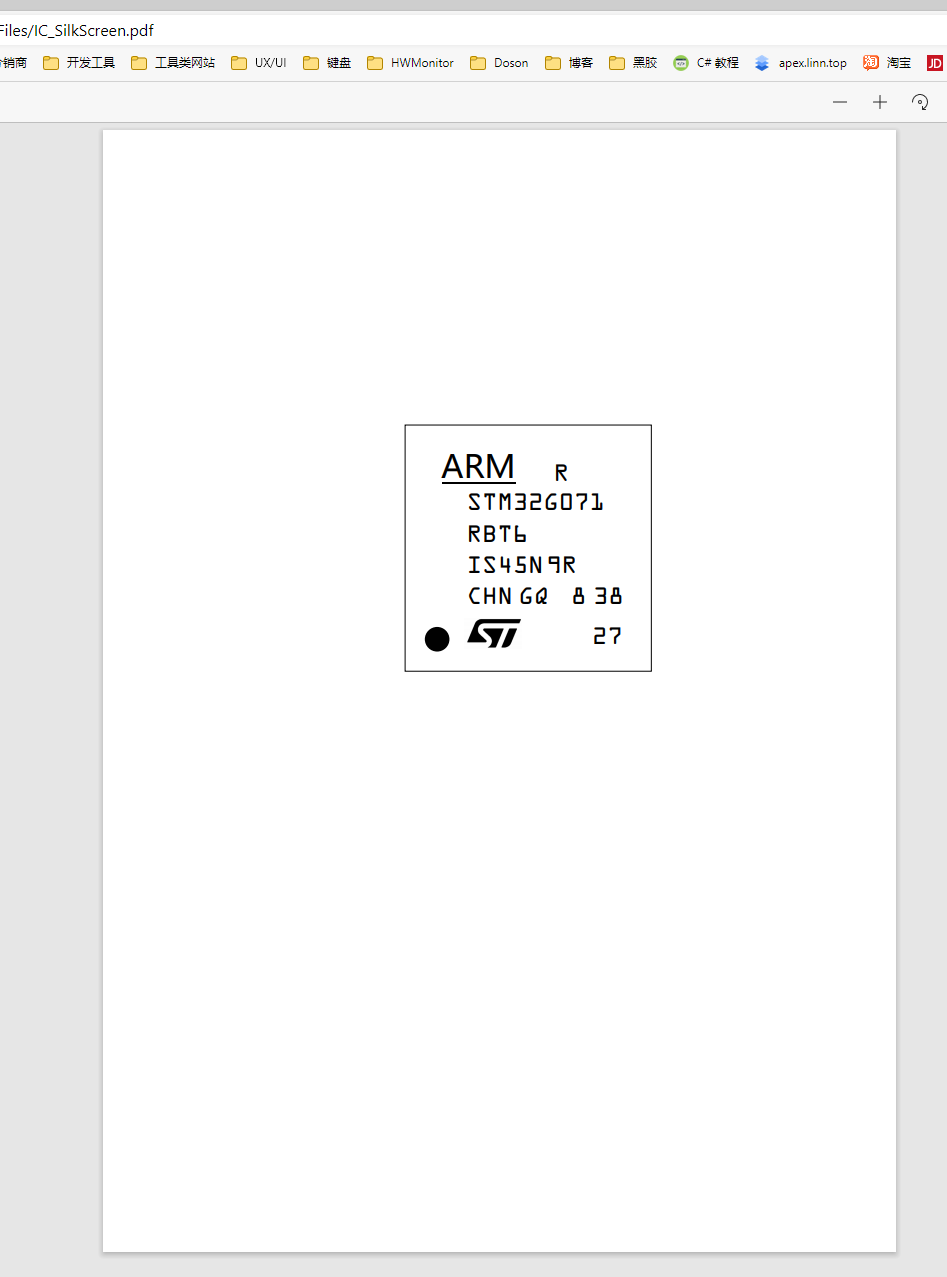 Files/IC_SilkScreen.pdf
销商 开发工具 工具类网站 UX/UI 键盘 HWMonitor Doson 博客 黑胶 C# 教程 apex.linn.top 淘 淘宝 JD
ARM R
STM32G071
RBT6
IS45N9R
CHN GQ 8 38
ST 27